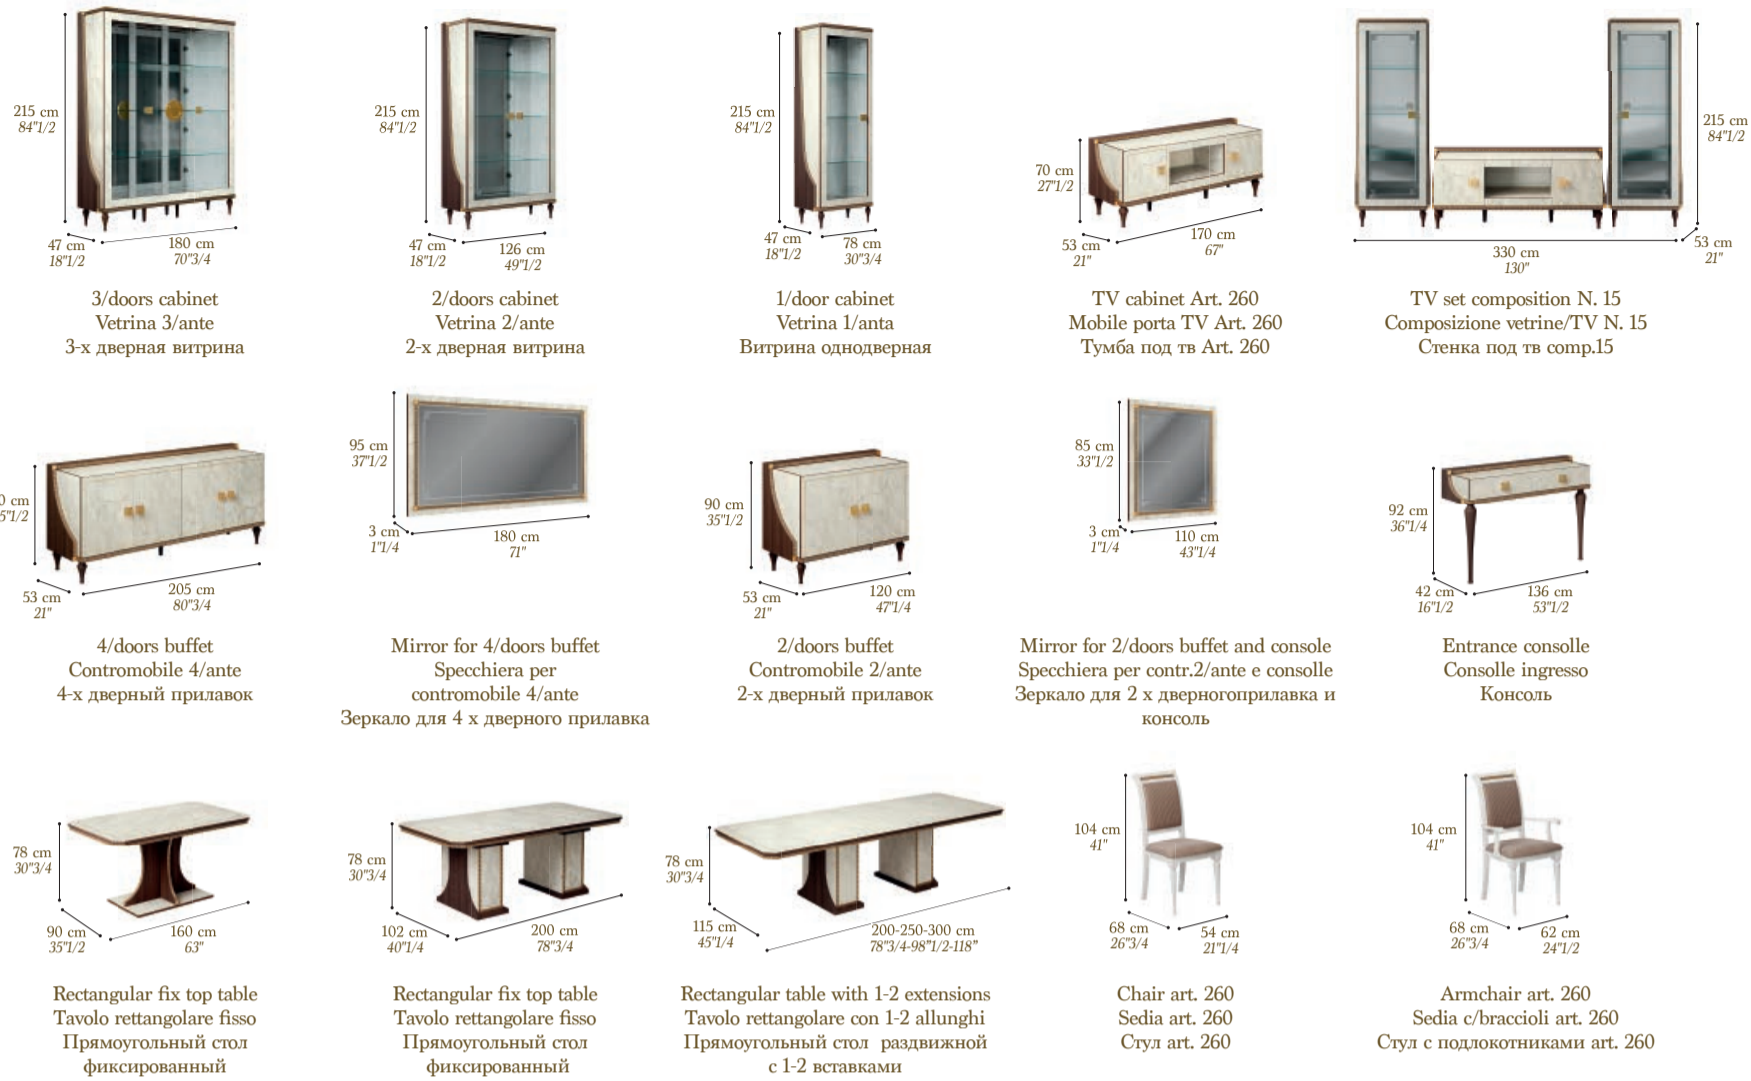 215 cm
84"1/2
47 cm
18"1/2
180 cm
70"3/4
3/doors cabinet
Vetrina 3/ante
3-х дверная витрина
215 cm
84"1/2
47 cm
18"1/2
126 cm
49"1/2
2/doors cabinet
Vetrina 2/ante
2-х дверная витрина
215 cm
84"1/2
47 cm
18"1/2
78 cm
30"3/4
1/door cabinet
Vetrina 1/anta
Витрина однодверная
70 cm
27"1/2
53 cm
21"
170 cm
67"
TV cabinet Art. 260
Mobile porta TV Art. 260
Тумба под тв Art. 260
215 cm
84"1/2
53 cm
21"
330 cm
130"
TV set composition N. 15
Composizione vetrine/TV N. 15
Стенка под тв comp.15
0 cm
5"1/2
53 cm
21"
205 cm
80"3/4
4/doors buffet
Contromobile 4/ante
4-х дверный прилавок
95 cm
37"1/2
3 cm
1"1/4
180 cm
71"
Mirror for 4/doors buffet
Specchiera per
contromobile 4/ante
Зеркало для 4 х дверного прилавка
90 cm
35"1/2
53 cm
21"
120 cm
47"1/4
2/doors buffet
Contromobile 2/ante
2-х дверный прилавок
85 cm
33"1/2
3 cm
1"1/4
110 cm
43"1/4
Mirror for 2/doors buffet and console
Specchiera per contr.2/ante e consolle
Зеркало для 2 х дверногоприлавка и
консоль
92 cm
36"1/4
42 cm
16"1/2
136 cm
53"1/2
Entrance consolle
Consolle ingresso
Консоль
78 cm
30"3/4
90 cm
35"1/2
160 cm
63"
Rectangular fix top table
Tavolo rettangolare fisso
Прямоугольный стол
фиксированный
78 cm
30"3/4
102 cm
40"1/4
200 cm
78"3/4
Rectangular fix top table
Tavolo rettangolare fisso
Прямоугольный стол
фиксированный
78 cm
30"3/4
115 cm
45"1/4
200-250-300 cm
78"3/4-98"1/2-118"
Rectangular table with 1-2 extensions
Tavolo rettangolare con 1-2 allunghi
Прямоугольный стол раздвижной
с 1-2 вставками
104 cm
41"
68 cm
26"3/4
54 cm
21"1/4
Chair art. 260
Sedia art. 260
Стул art. 260
104 cm
41"
68 cm
26"3/4
62 cm
24"1/2
Armchair art. 260
Sedia c/braccioli art. 260
Стул с подлокотниками art. 260